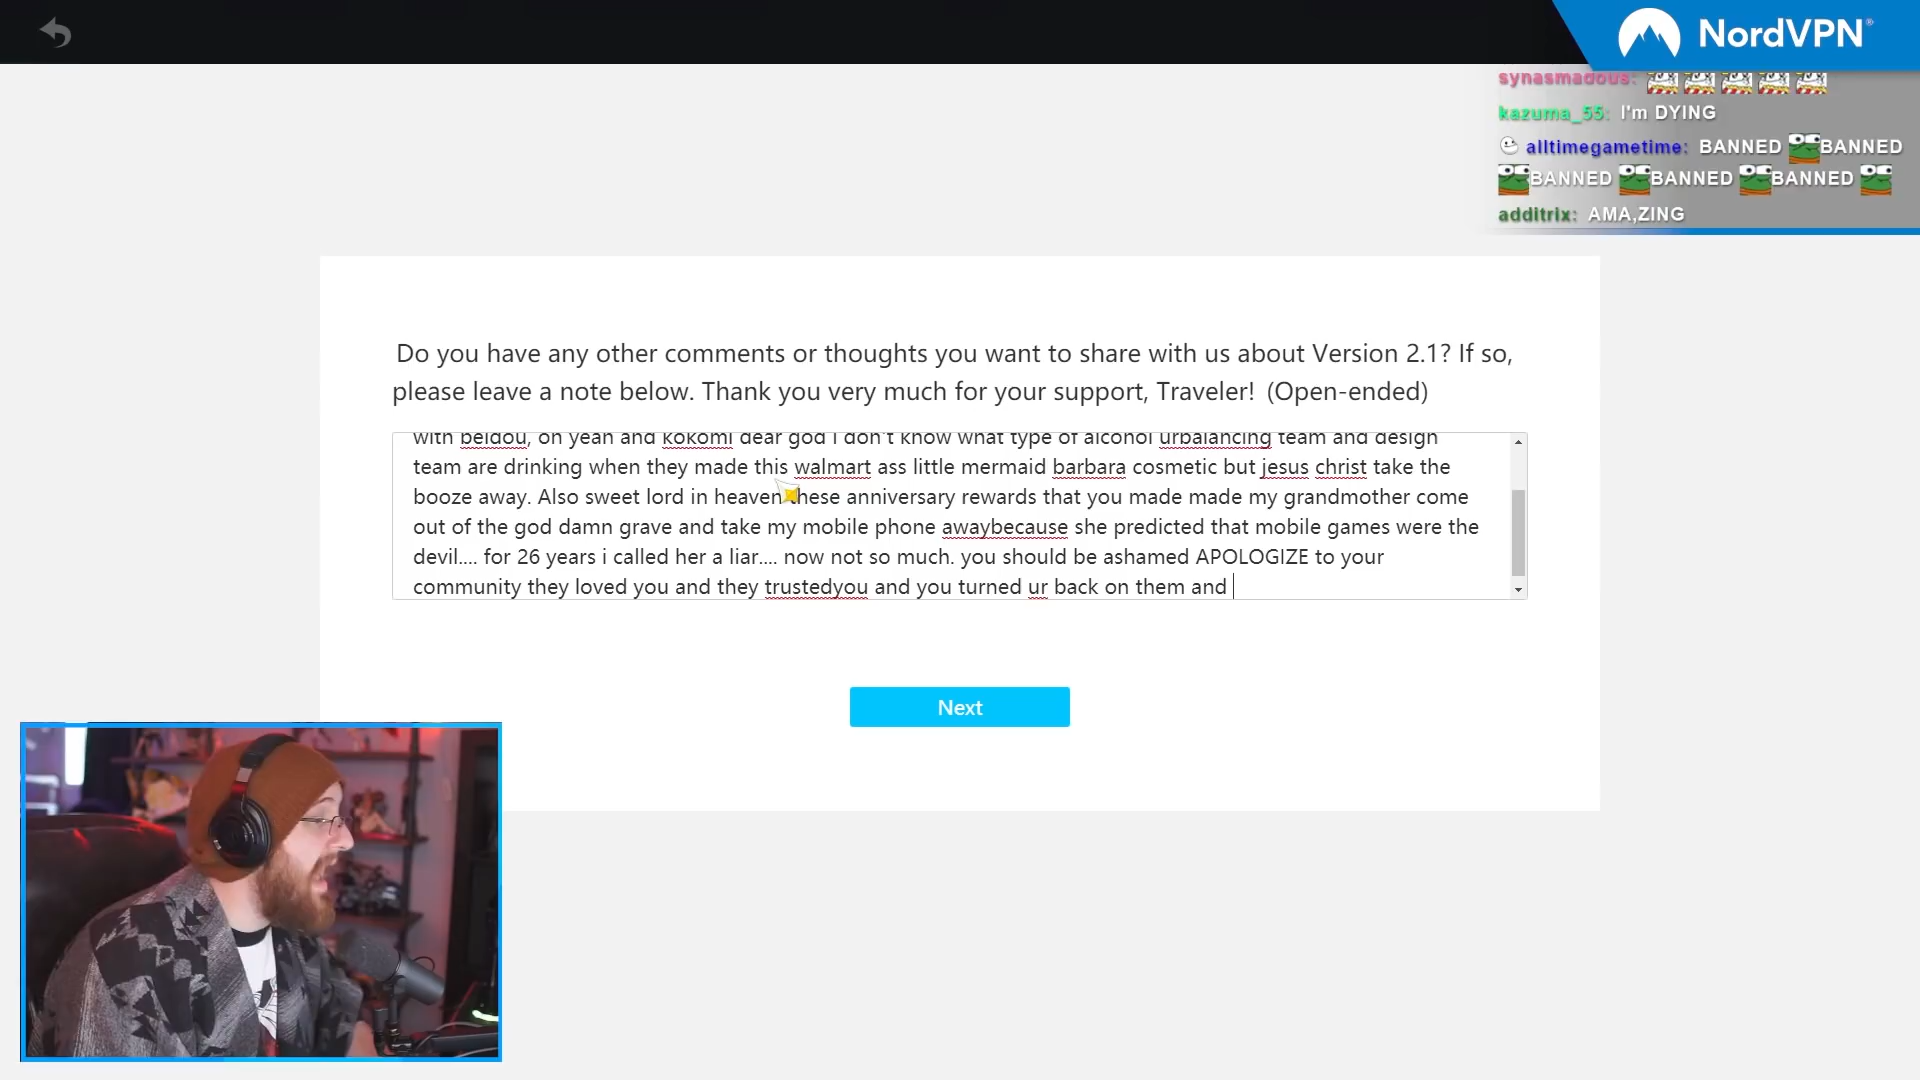 NordVPN®
synasmadous:
kazuma_55: I'm DYING
alltimegametime: BANNED BANNED
BANNED BANNED BANNED
additrix: AMA,ZING
Do you have any other comments or thoughts you want to share with us about Version 2.1? If so,
please leave a note below. Thank you very much for your support, Traveler! (Open-ended)
with beidou, oh yeah and kokomi dear god i don't know what type of alcohol urbalancing team and design
team are drinking when they made this walmart ass little mermaid barbara cosmetic but jesus christ take the
booze away. Also sweet lord in heaven these anniversary rewards that you made made my grandmother come
out of the god damn grave and take my mobile phone awaybecause she predicted that mobile games were the
devil.... for 26 years i called her a liar.... now not so much. you should be ashamed APOLOGIZE to your
community they loved you and they trustedyou and you turned ur back on them and
Next